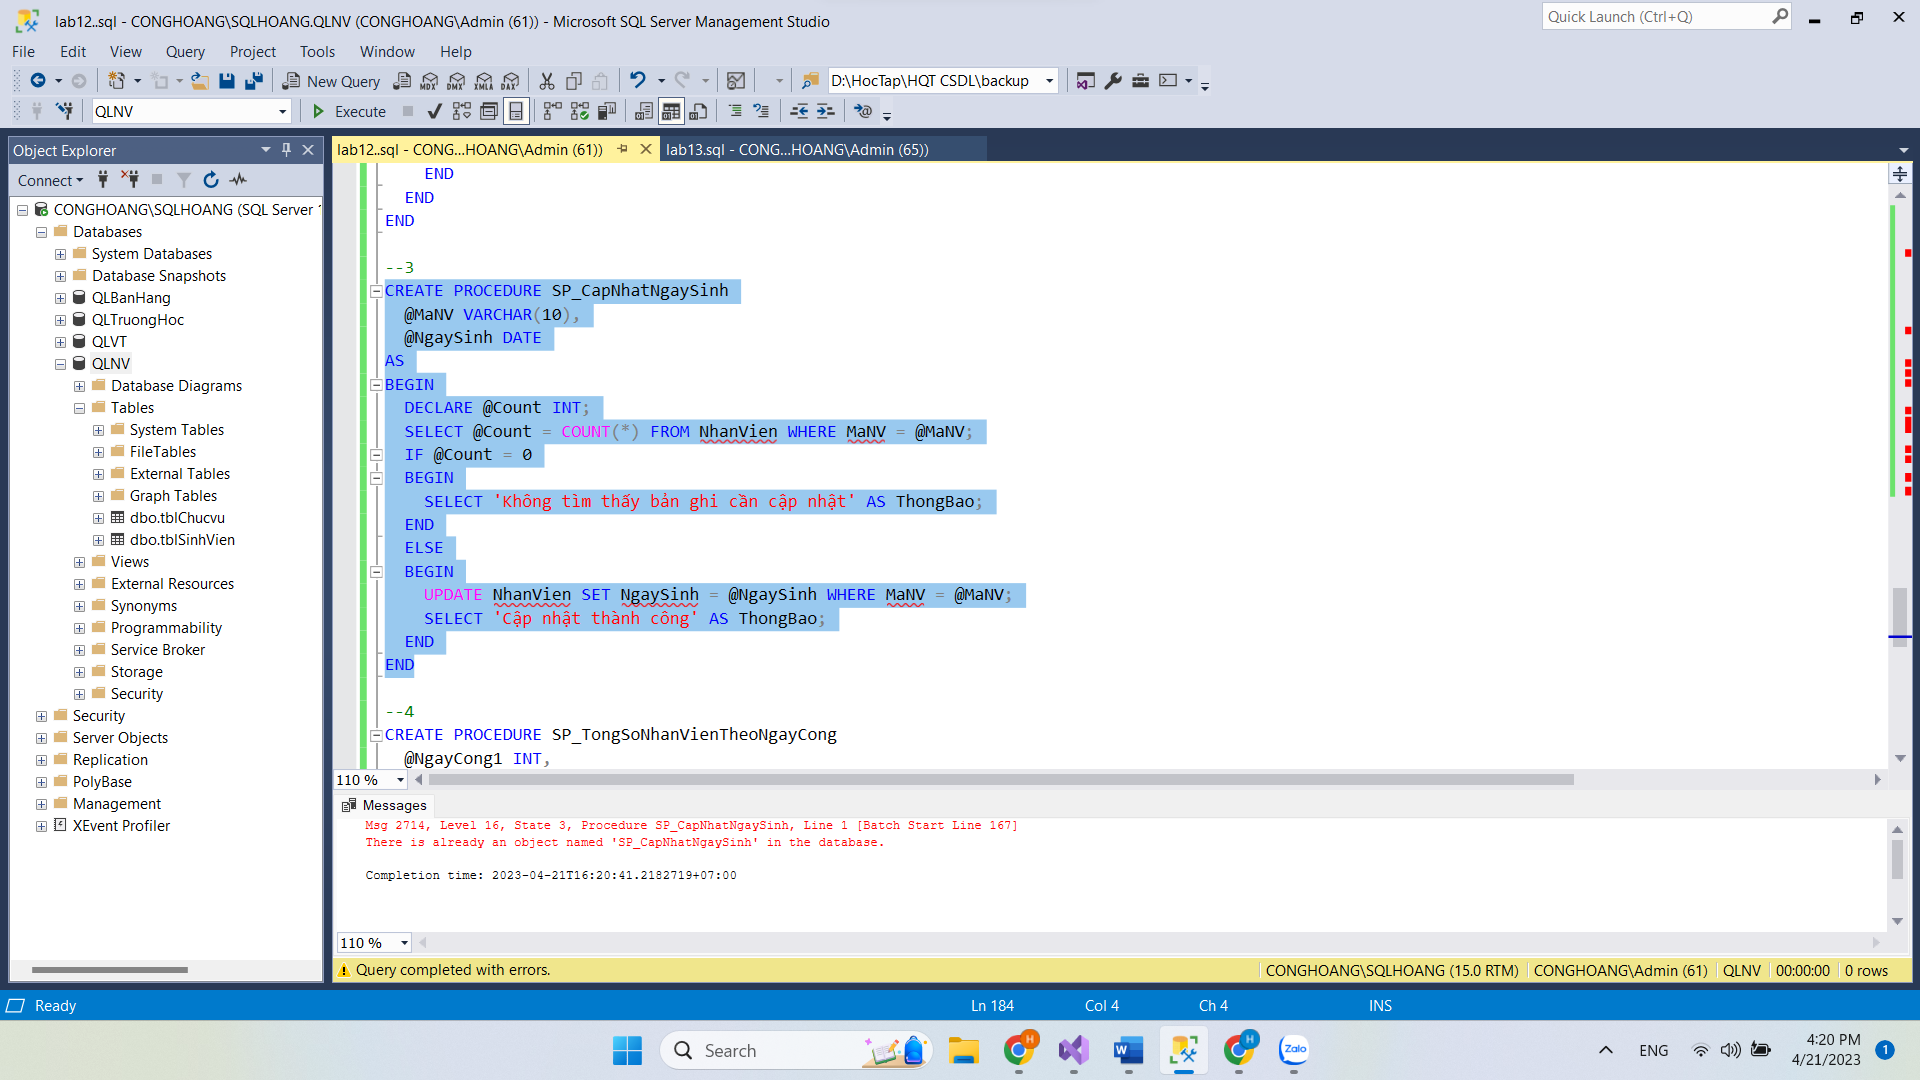 lab12..sql - CONGHOANG\SQLHOANG.QLNV (CONGHOANG\Admin (61)) - Microsoft SQL Server Management Studio
Quick Launch (Ctrl+Q)
File Edit View Query Project Tools Window Help
New Query
MDX DMX XMLA DAX
D:\HocTap\HQT CSDL\backup
QLNV
Execute
Object Explorer
Connect
CONGHOANG\SQLHOANG (SQL Server
Databases
System Databases
Database Snapshots
QLBanHang
QLTruongHoc
QLVT
QLNV
Database Diagrams
Tables
System Tables
FileTables
External Tables
Graph Tables
dbo.tblChucvu
dbo.tblSinhVien
Views
External Resources
Synonyms
Programmability
Service Broker
Storage
Security
Security
Server Objects
Replication
PolyBase
Management
XEvent Profiler
lab12..sql - CONG...HOANG\Admin (61))
lab13.sql - CONG...HOANG\Admin (65))
END
END
END
--3
CREATE PROCEDURE SP_CapNhatNgaySinh
@MaNV VARCHAR(10),
@NgaySinh DATE
AS
BEGIN
DECLARE @Count INT;
SELECT @Count = COUNT(*) FROM NhanVien WHERE MaNV = @MaNV;
IF @Count = 0
BEGIN
SELECT 'Không tìm thấy bản ghi cần cập nhật' AS ThongBao;
END
ELSE
BEGIN
UPDATE NhanVien SET NgaySinh = @NgaySinh WHERE MaNV = @MaNV;
SELECT 'Cập nhật thành công' AS ThongBao;
END
END
--4
CREATE PROCEDURE SP_TongSoNhanVienTheoNgayCong
@NgayCong1 INT,
110 %
Messages
Msg 2714, Level 16, State 3, Procedure SP_CapNhatNgaySinh, Line 1 [Batch Start Line 167]
There is already an object named 'SP_CapNhatNgaySinh' in the database.
Completion time: 2023-04-21T16:20:41.2182719+07:00
110 %
Query completed with errors.
CONGHOANG\SQLHOANG (15.0 RTM) CONGHOANG\Admin (61) QLNV 00:00:00 0 rows
Ready
Ln 184 Col 4 Ch 4 INS
Search
H
W
H
Zalo
ENG
4:20 PM
4/21/2023
1